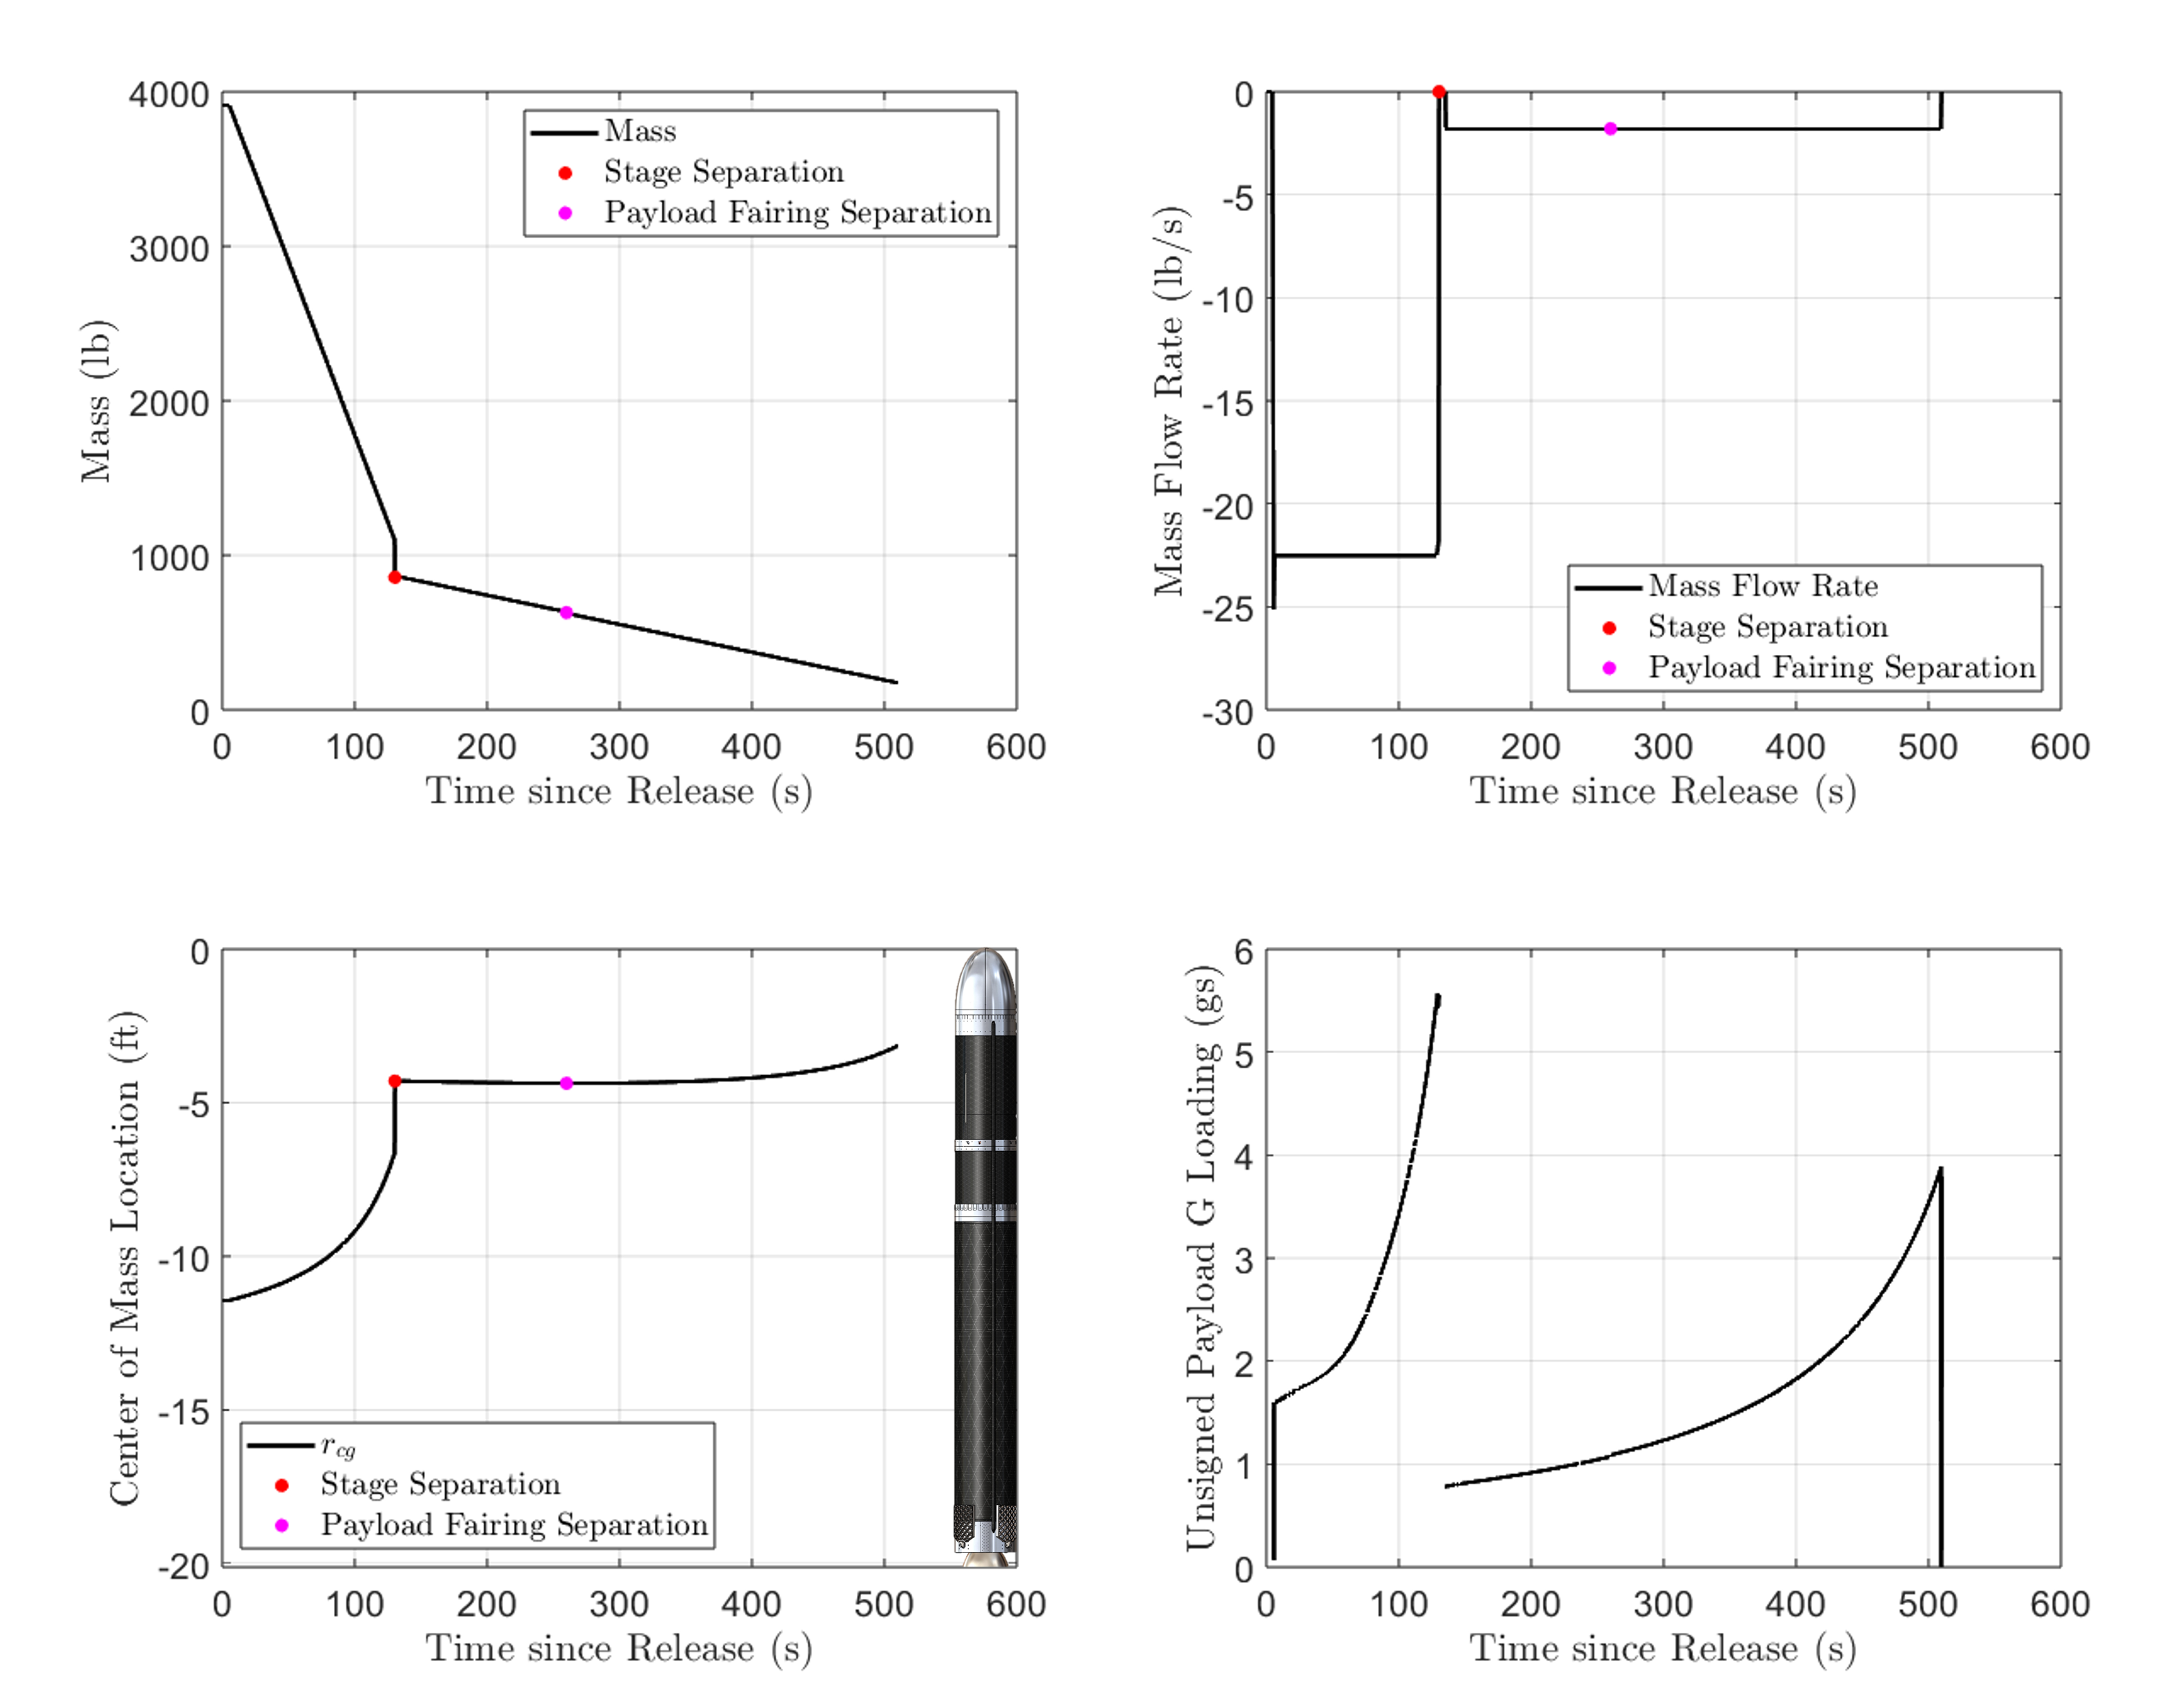 4000
3000
2000
1000
0
0 100 200 300 400 500 600
Mass (lb)
Time since Release (s)
Mass
Stage Separation
Payload Fairing Separation
0
-5
-10
-15
-20
-25
-30
0 100 200 300 400 500 600
Mass Flow Rate (lb/s)
Time since Release (s)
Mass Flow Rate
Stage Separation
Payload Fairing Separation
0
-5
-10
-15
-20
0 100 200 300 400 500 600
Center of Mass Location (ft)
Time since Release (s)
r_cg
Stage Separation
Payload Fairing Separation
6
5
4
3
2
1
0
0 100 200 300 400 500 600
Unsigned Payload G Loading (gs)
Time since Release (s)